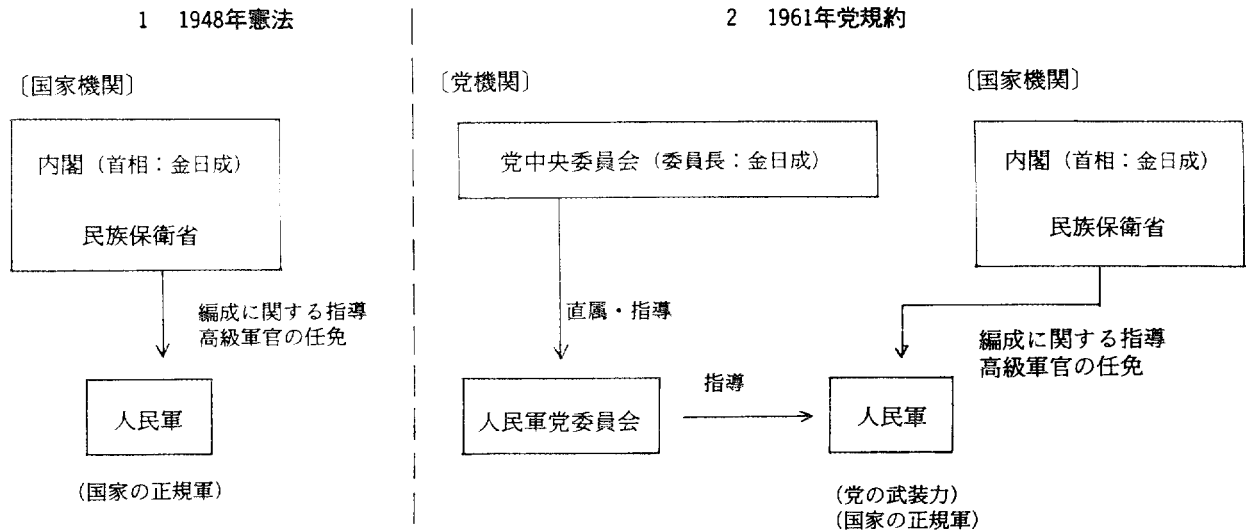 1　1948年憲法
〔国家機関〕
内閣（首相：金日成）
民族保衛省
編成に関する指導
高級軍官の任免
人民軍
（国家の正規軍）
2　1961年党規約
〔党機関〕
〔国家機関〕
党中央委員会（委員長：金日成）
内閣（首相：金日成）
民族保衛省
直属・指導
編成に関する指導
高級軍官の任免
人民軍党委員会
指導
人民軍
（党の武装力）
（国家の正規軍）